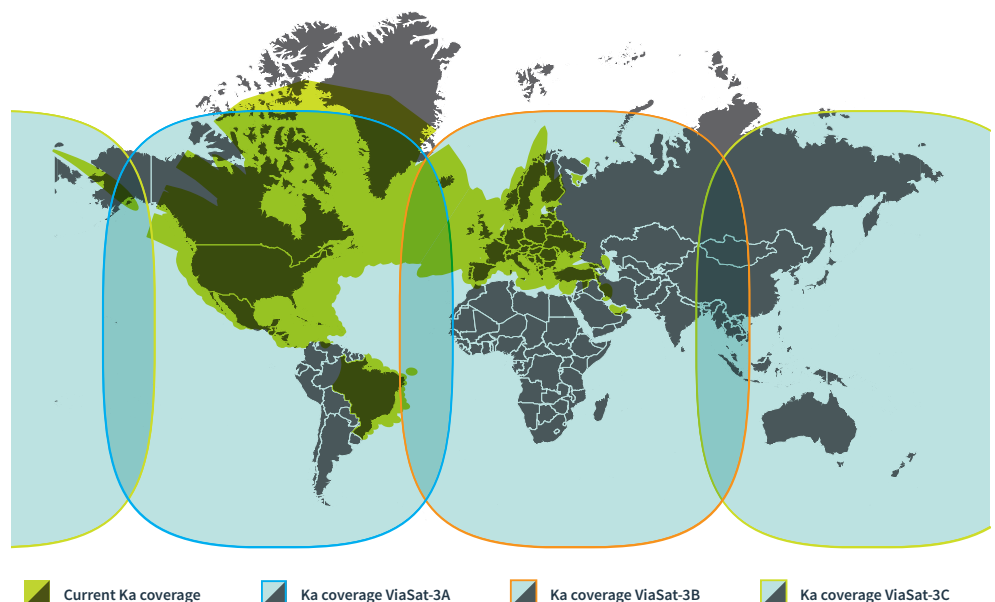 Current Ka coverage
Ka coverage ViaSat-3A
Ka coverage ViaSat-3B
Ka coverage ViaSat-3C